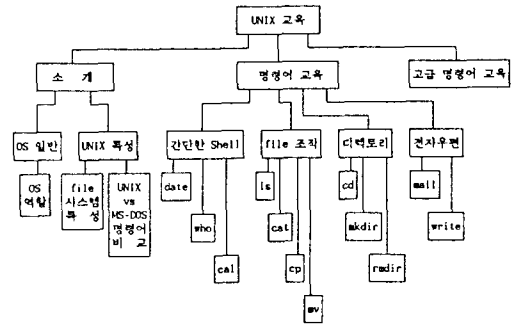 UNIX 교육
소 개
명령어 교육
고급 명령어 교육
OS 일반
UNIX 특성
간단한 Shell
file 조작
디렉토리
전자우편
OS
역할
file
시스템
특 성
UNIX
vs
MS-DOS
명령어
비 교
date
who
cal
ls
cat
cp
mv
cd
mkdir
rmdir
mail
write